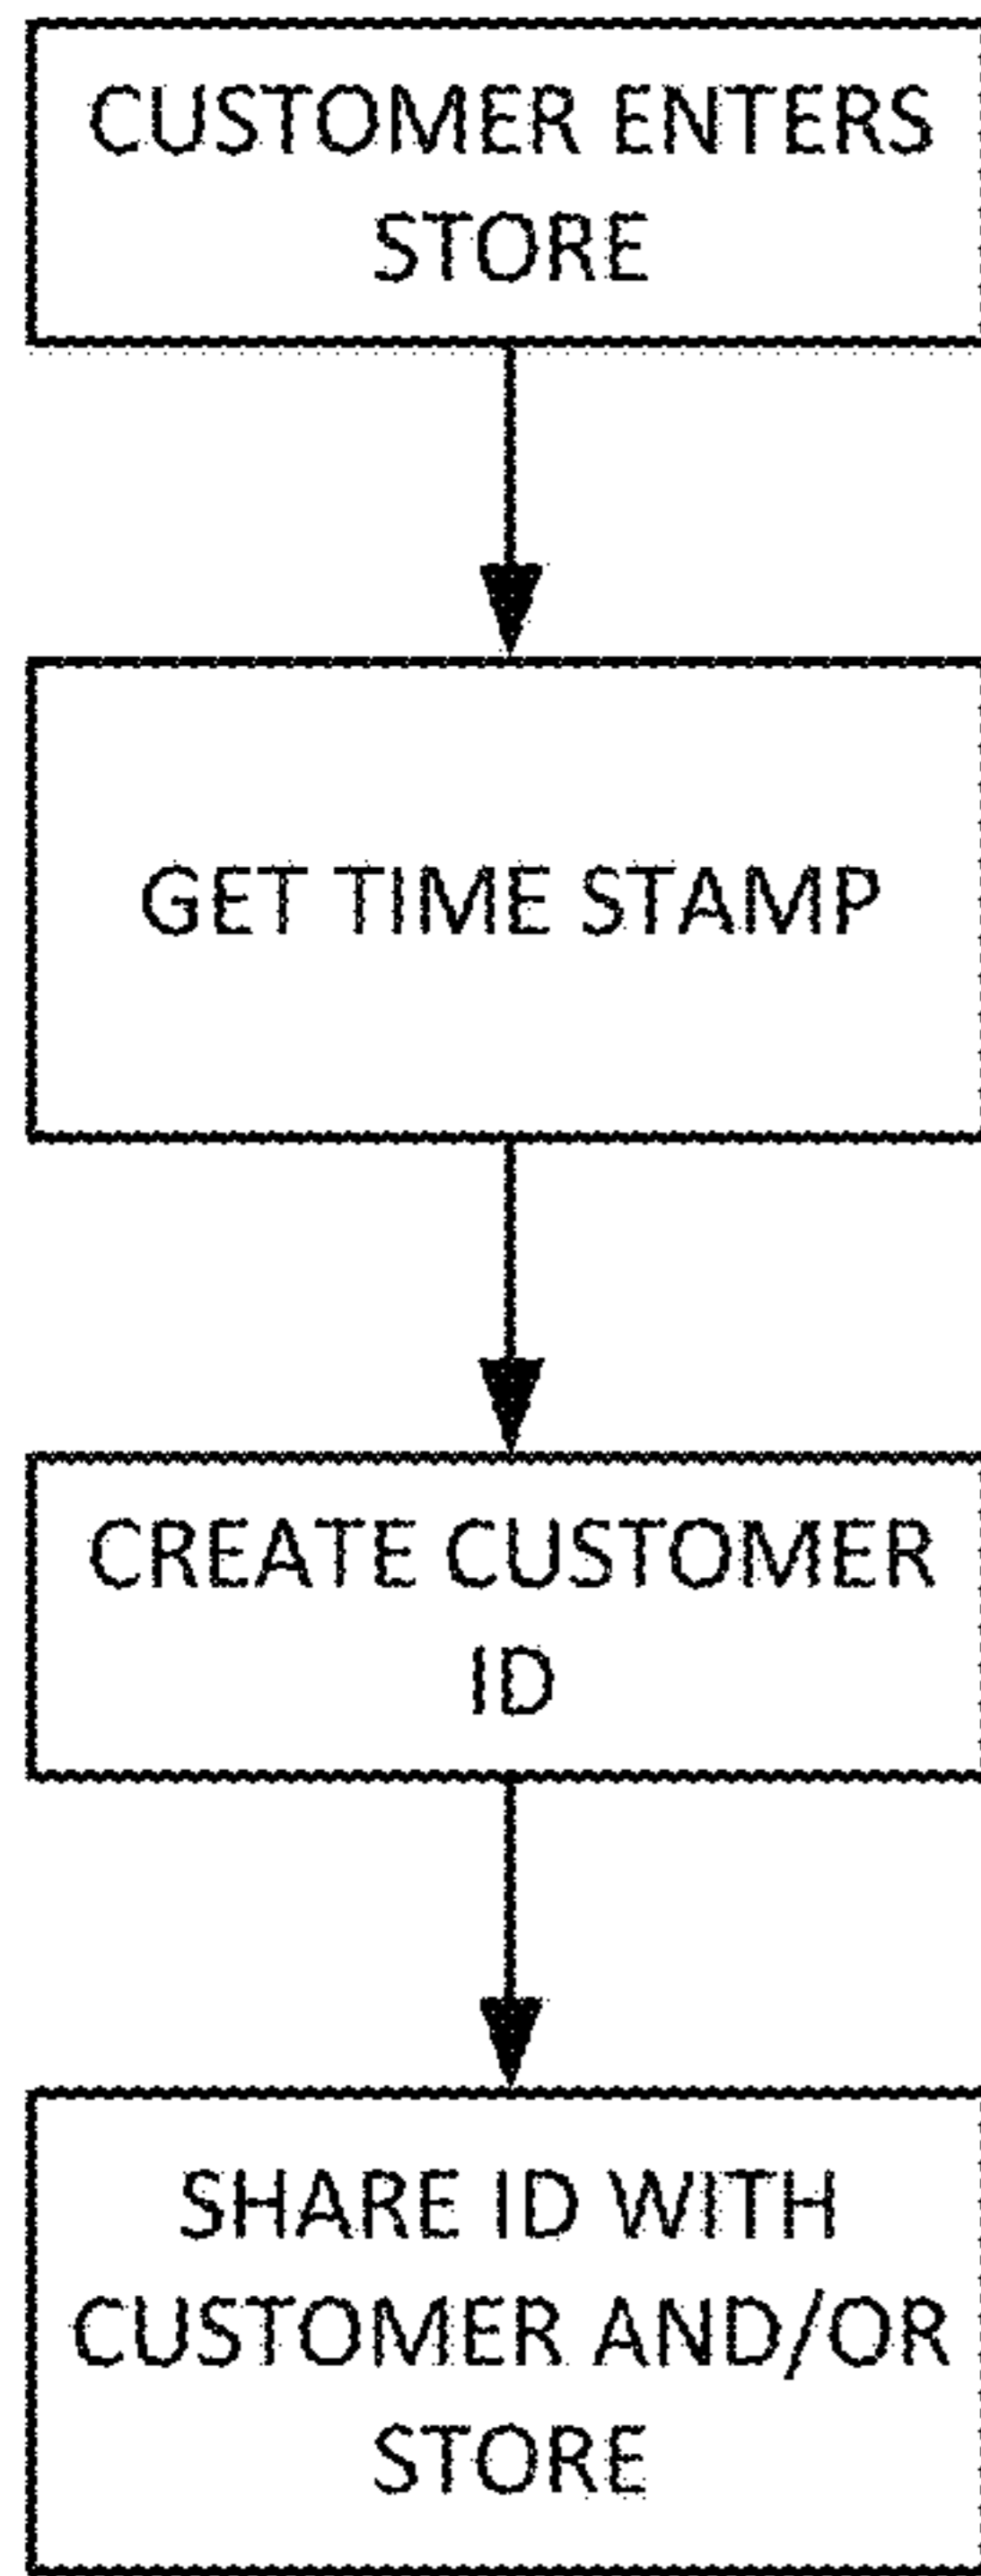 CUSTOMER ENTERS
STORE
GET TIME STAMP
CREATE CUSTOMER
ID
SHARE ID WITH
CUSTOMER AND/OR
STORE